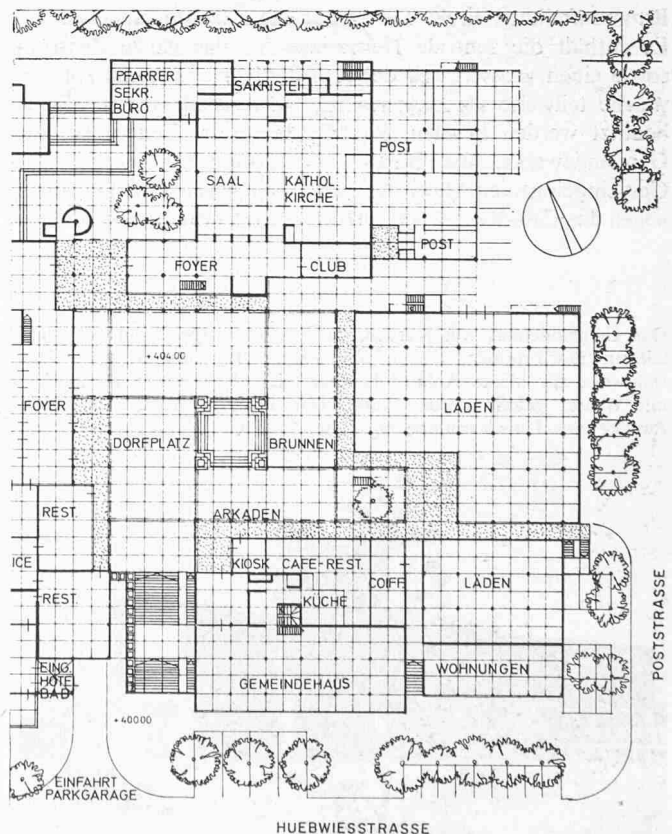 PFARRER
SEKR.
BÜRO
SAKRISTEI
POST
SAAL
KATHOL
KIRCHE
FOYER
CLUB
POST
+ 404.00
FOYER
LÄDEN
DORFPLATZ
BRUNNEN
ARKADEN
REST.
KIOSK
CAFE-REST.
COIFF
LÄDEN
ICE
REST.
KÜCHE
WOHNUNGEN
EING.
HOTEL
BAD
GEMEINDEHAUS
+ 400.00
POSTSTRASSE
EINFAHRT
PARKGARAGE
HUEBWIESSTRASSE